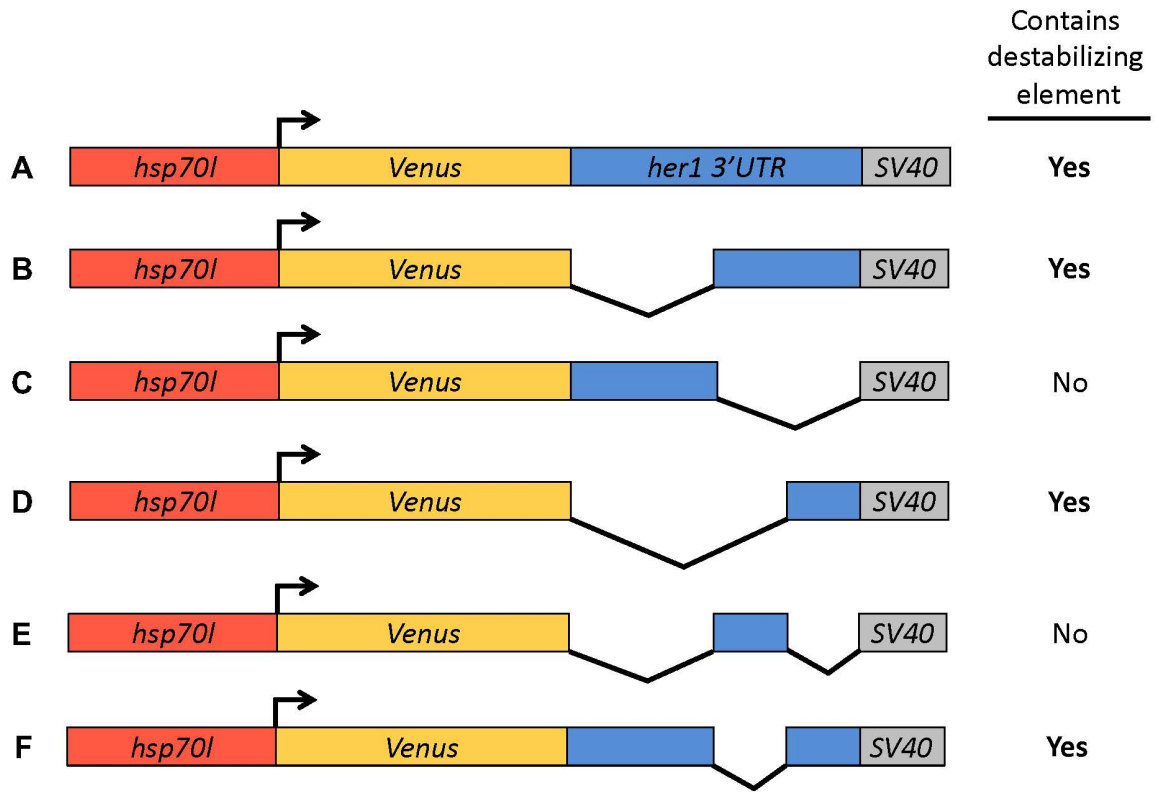 Contains
destabilizing
element
A hsp70l Venus her1 3’UTR SV40 Yes
B hsp70l Venus SV40 Yes
C hsp70l Venus SV40 No
D hsp70l Venus SV40 Yes
E hsp70l Venus SV40 No
F hsp70l Venus SV40 Yes